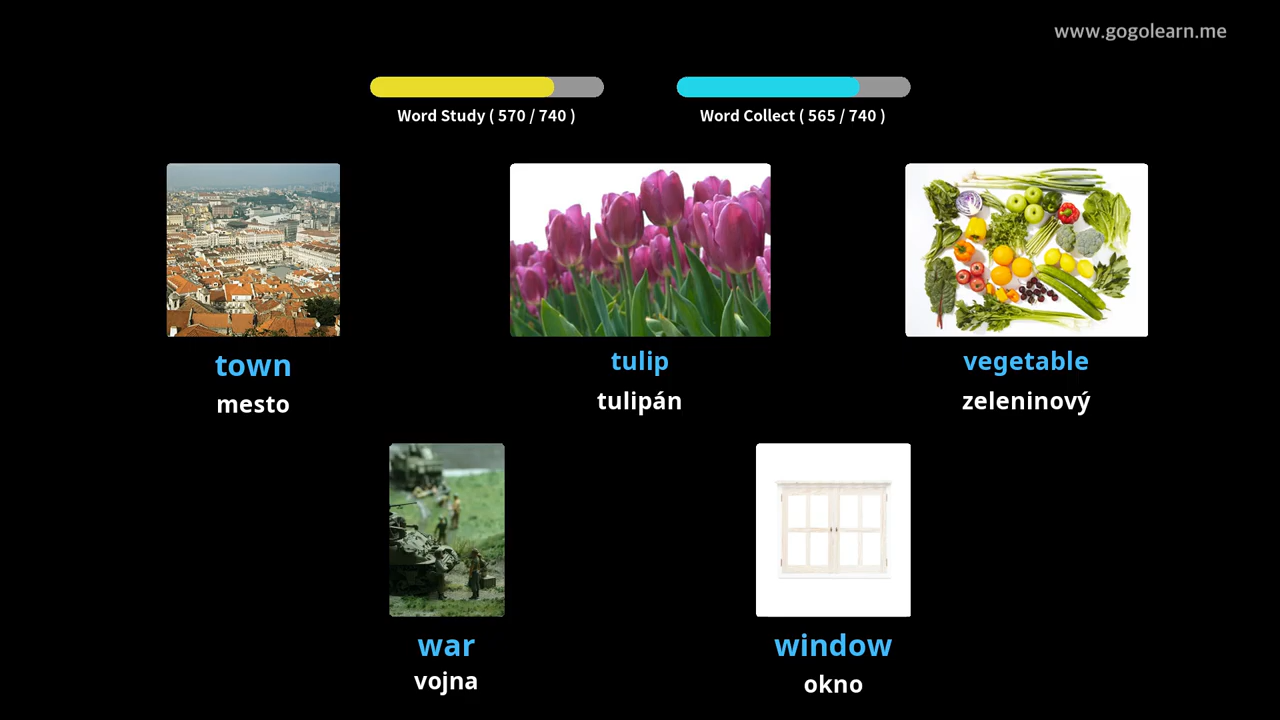 www.gogolearn.me
Word Study ( 570 / 740 )
Word Collect ( 565 / 740 )
town
mesto
tulip
tulipán
vegetable
zeleninový
war
vojna
window
okno